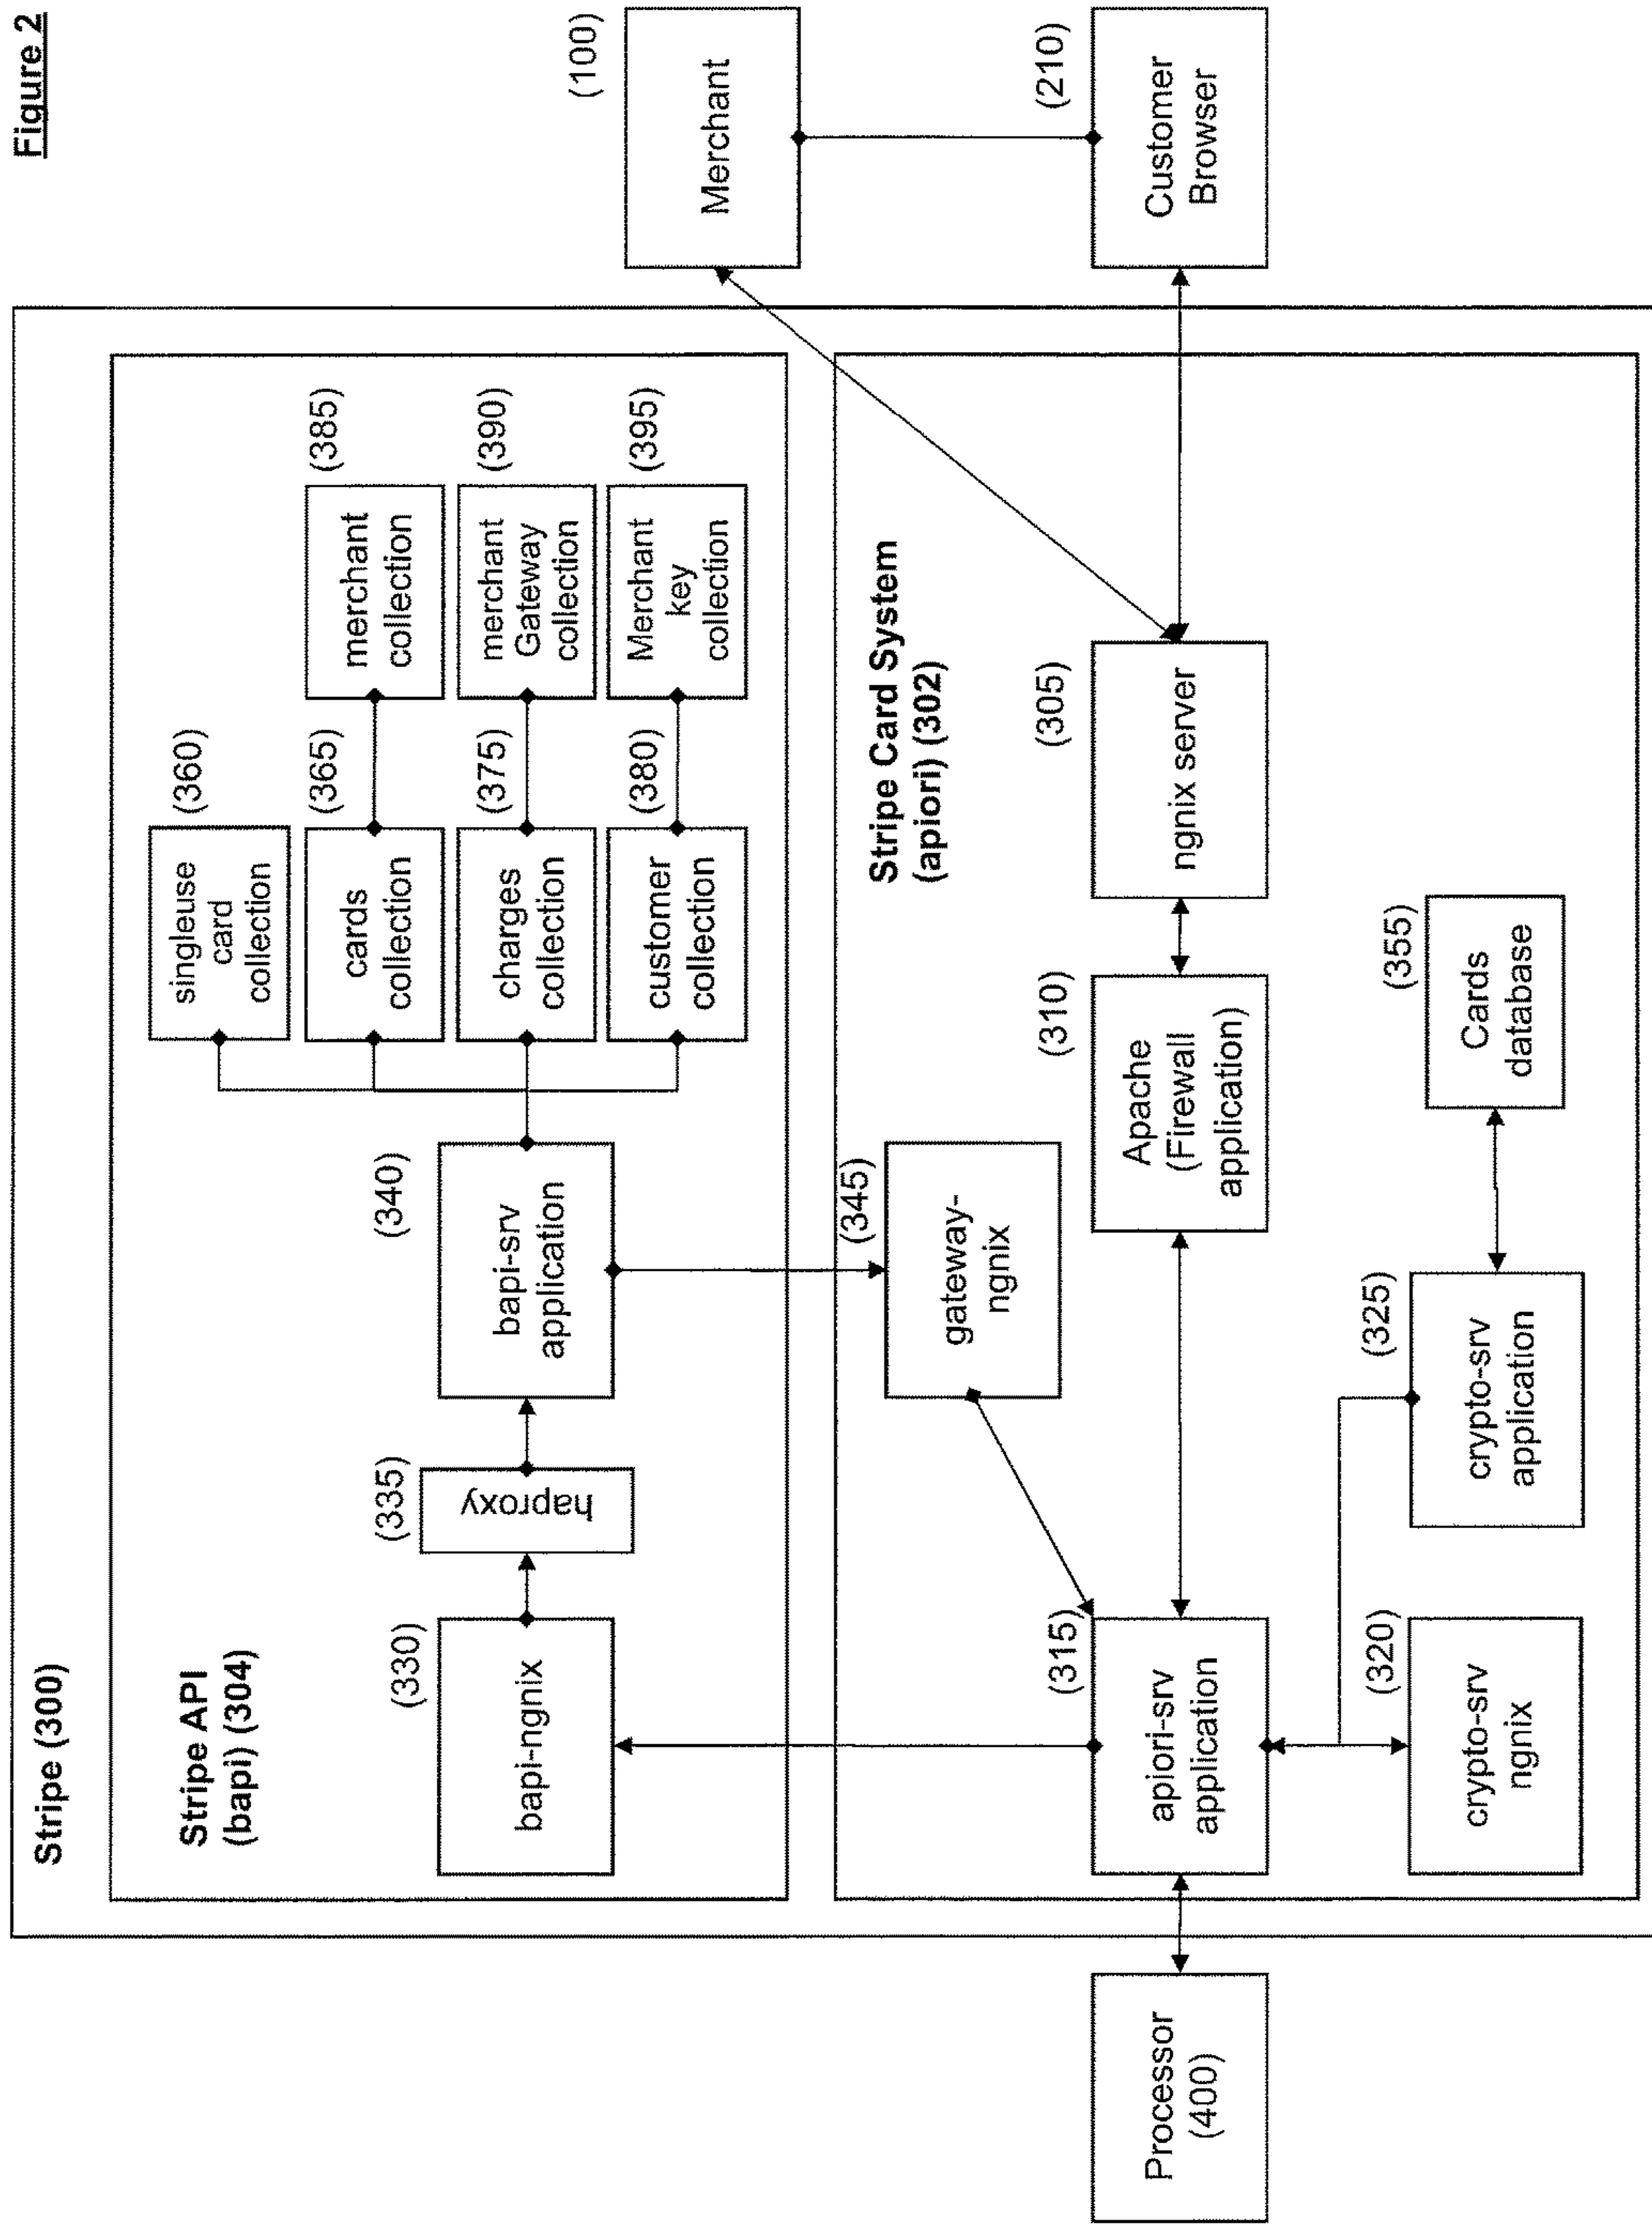 Figure 2
Stripe (300)
Stripe API
(bapi) (304)
(330)
bapi-ngnix
(335)
haproxy
(340)
bapi-srv
application
(360)
singleuse
card
collection
(365)
cards
collection
(375)
charges
collection
(380)
customer
collection
(385)
merchant
collection
(390)
merchant
Gateway
collection
(395)
Merchant
key
collection
(100)
Merchant
(210)
Customer
Browser
Stripe Card System
(apiori) (302)
(345)
gateway-
ngnix
(305)
ngnix server
(310)
Apache
(Firewall
application)
(315)
apiori-srv
application
Processor
(400)
(320)
crypto-srv
ngnix
(325)
crypto-srv
application
(355)
Cards
database